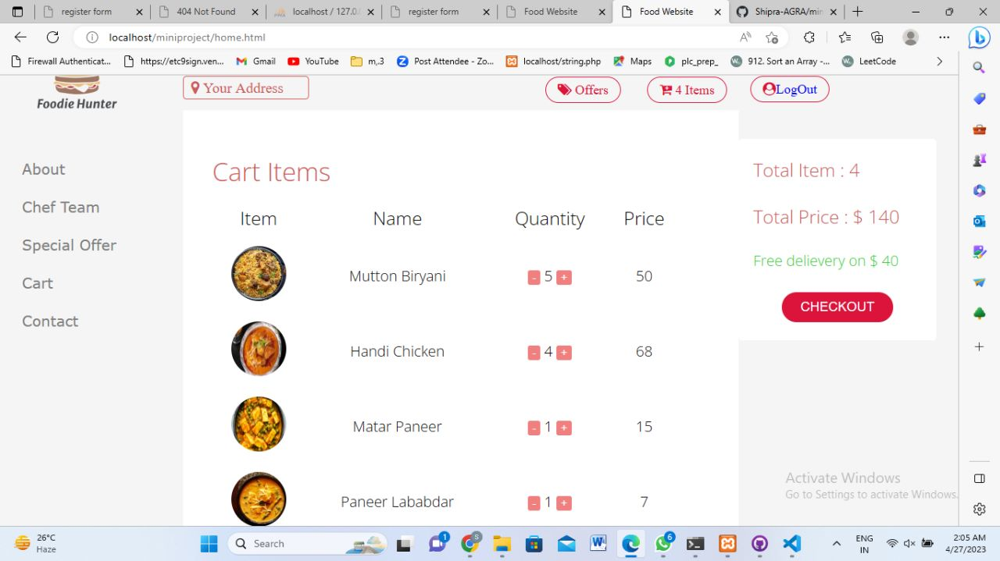 register form
404 Not Found
localhost / 127.0.
register form
Food Website
Food Website
Shipra-AGRA/min
localhost/miniproject/home.html
Firewall Authenticat...
https://etc9sign.ven...
Gmail
YouTube
m,3
Post Attendee - Zo...
localhost/string.php
Maps
plc_prep_
912. Sort an Array -...
LeetCode
Foodie Hunter
Your Address
Offers
4 Items
LogOut
About
Chef Team
Special Offer
Cart
Contact
Cart Items
Item Name Quantity Price
Mutton Biryani - 5 + 50
Handi Chicken - 4 + 68
Matar Paneer - 1 + 15
Paneer Lababdar - 1 + 7
Total Item : 4
Total Price : $ 140
Free delievery on $ 40
CHECKOUT
Activate Windows
Go to Settings to activate Windows.
26°C
Haze
Search
1
S
6
ENG
IN
2:05 AM
4/27/2023